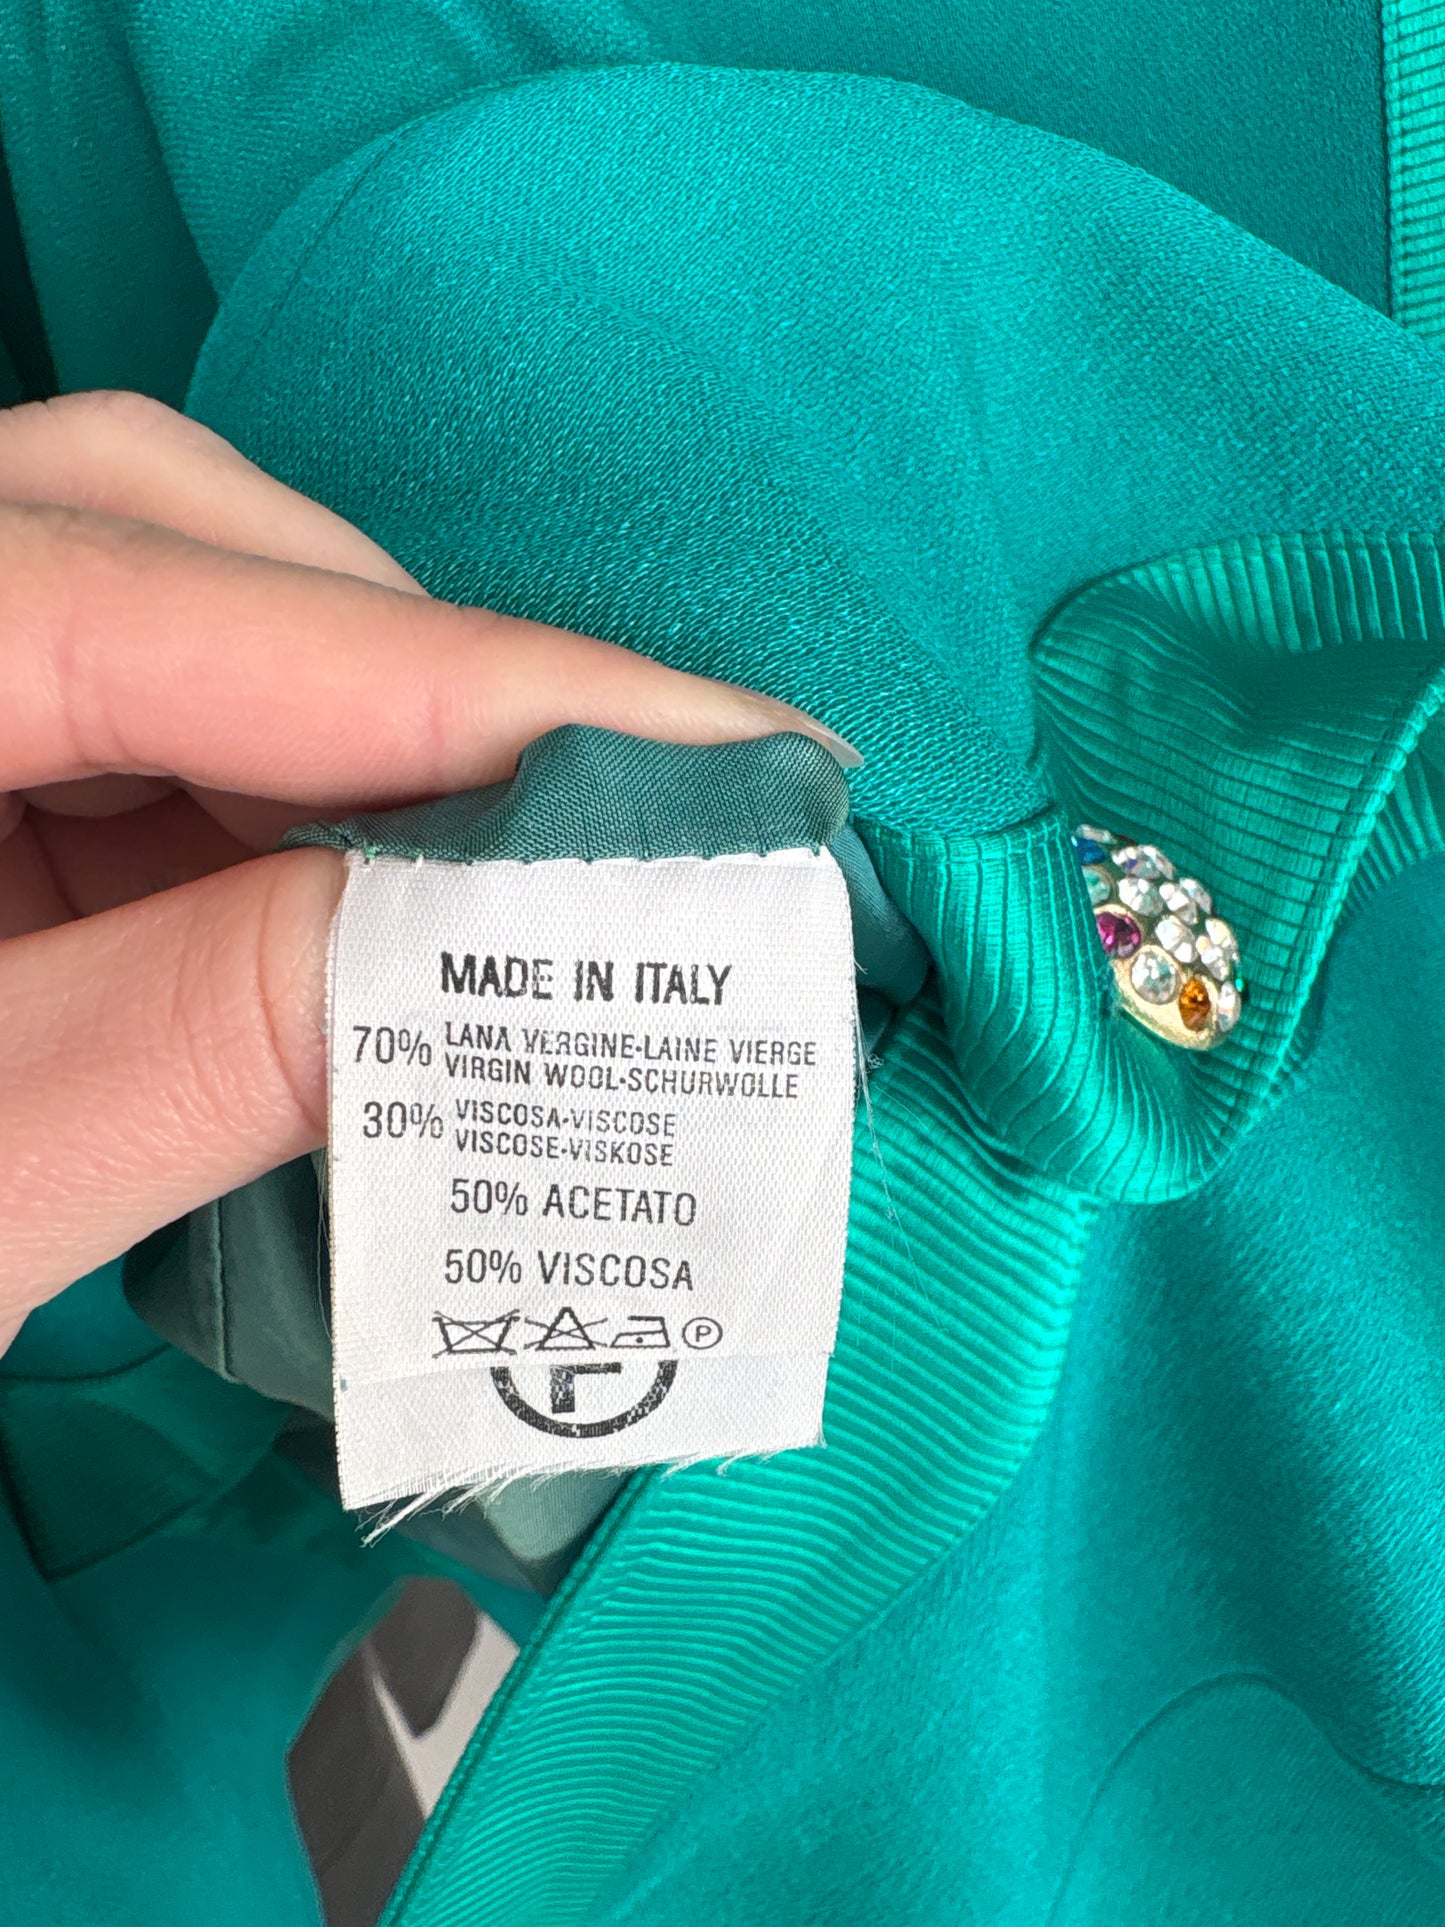 MADE IN ITALY
70% LANA VERGINE-LAINE VIERGE
VIRGIN WOOL-SCHURWOLLE
30% VISCOSA-VISCOSE
VISCOSE-VISKOSE
50% ACETATO
50% VISCOSA
P